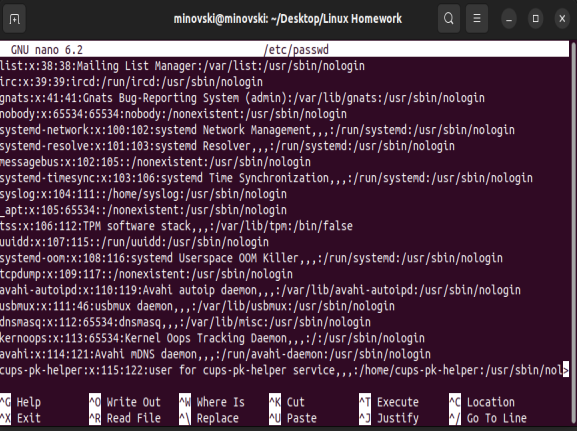 minovski@minovski: ~/Desktop/Linux Homework
GNU nano 6.2 /etc/passwd
list:x:38:38:Mailing List Manager:/var/list:/usr/sbin/nologin
irc:x:39:39:ircd:/run/ircd:/usr/sbin/nologin
gnats:x:41:41:Gnats Bug-Reporting System (admin):/var/lib/gnats:/usr/sbin/nologin
nobody:x:65534:65534:nobody:/nonexistent:/usr/sbin/nologin
systemd-network:x:100:102:systemd Network Management,,,:/run/systemd:/usr/sbin/nologin
systemd-resolve:x:101:103:systemd Resolver,,,:/run/systemd:/usr/sbin/nologin
messagebus:x:102:105::/nonexistent:/usr/sbin/nologin
systemd-timesync:x:103:106:systemd Time Synchronization,,,:/run/systemd:/usr/sbin/nologin
syslog:x:104:111::/home/syslog:/usr/sbin/nologin
_apt:x:105:65534::/nonexistent:/usr/sbin/nologin
tss:x:106:112:TPM software stack,,,:/var/lib/tpm:/bin/false
uuidd:x:107:115::/run/uuidd:/usr/sbin/nologin
systemd-oom:x:108:116:systemd Userspace OOM Killer,,,:/run/systemd:/usr/sbin/nologin
tcpdump:x:109:117::/nonexistent:/usr/sbin/nologin
avahi-autoipd:x:110:119:Avahi autoip daemon,,,:/var/lib/avahi-autoipd:/usr/sbin/nologin
usbmux:x:111:46:usbmux daemon,,,:/var/lib/usbmux:/usr/sbin/nologin
dnsmasq:x:112:65534:dnsmasq,,,:/var/lib/misc:/usr/sbin/nologin
kernoops:x:113:65534:Kernel Oops Tracking Daemon,,,:/:/usr/sbin/nologin
avahi:x:114:121:Avahi mDNS daemon,,,:/run/avahi-daemon:/usr/sbin/nologin
cups-pk-helper:x:115:122:user for cups-pk-helper service,,,:/home/cups-pk-helper:/usr/sbin/nol>
^G Help ^O Write Out ^W Where Is ^K Cut ^T Execute ^C Location
^X Exit ^R Read File ^\ Replace ^U Paste ^J Justify ^/ Go To Line